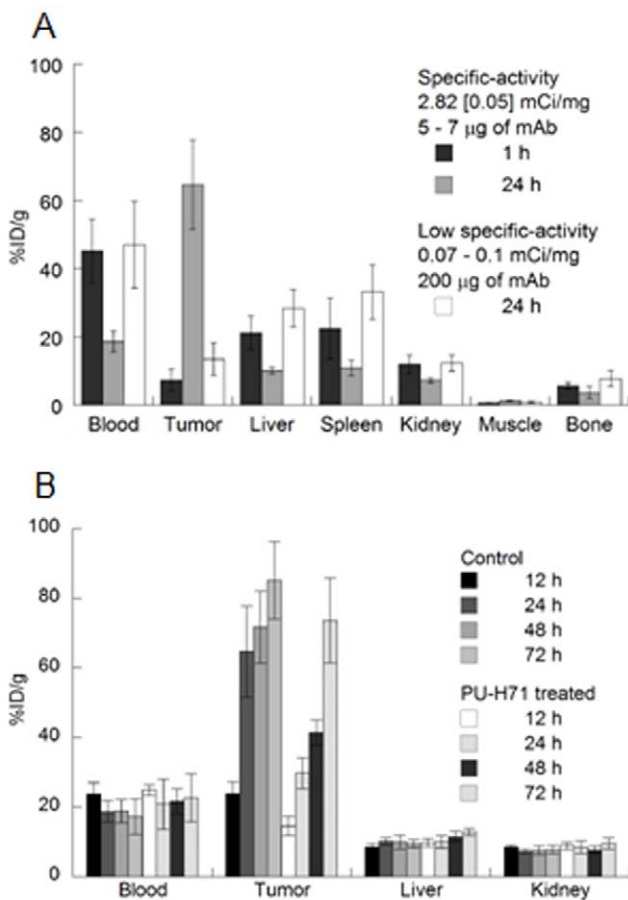 A
100
80
60
40
20
0
%ID/g
Specific-activity
2.82 [0.05] mCi/mg
5 - 7 μg of mAb
1 h
24 h
Low specific-activity
0.07 - 0.1 mCi/mg
200 μg of mAb
24 h
Blood Tumor Liver Spleen Kidney Muscle Bone
B
100
80
60
40
20
0
%ID/g
Control
12 h
24 h
48 h
72 h
PU-H71 treated
12 h
24 h
48 h
72 h
Blood Tumor Liver Kidney